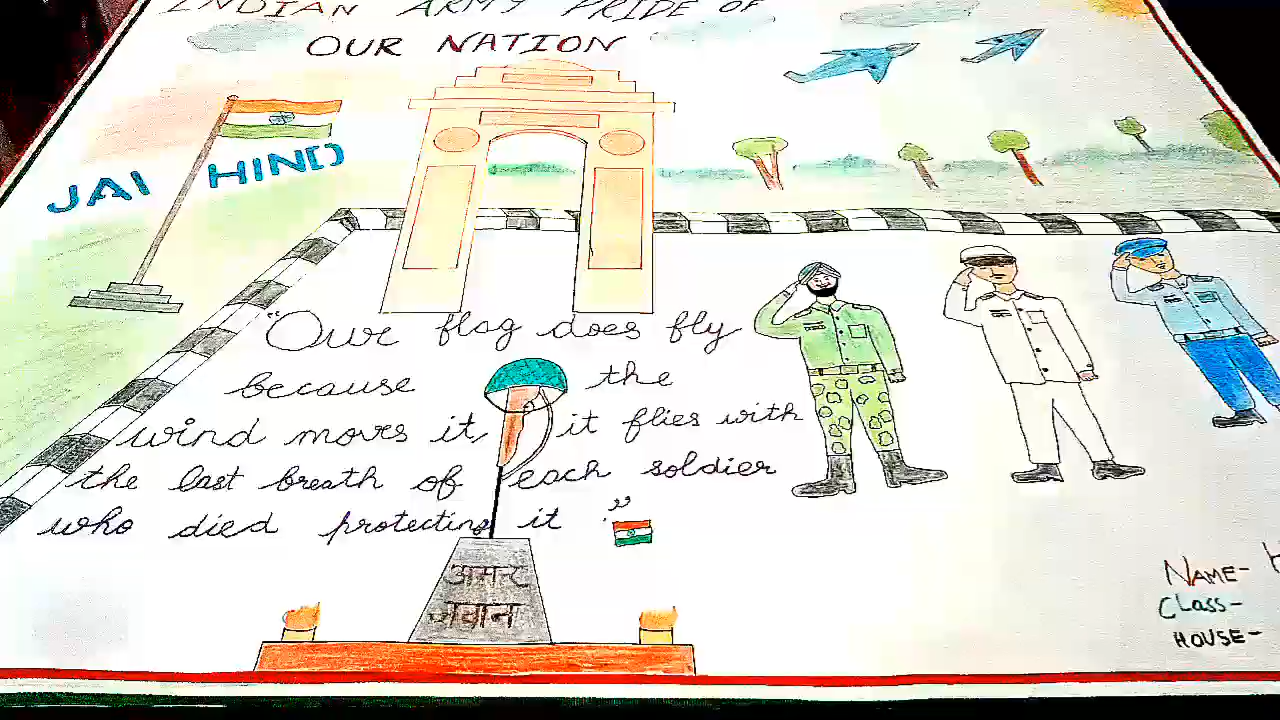 INDIAN ARMY PRIDE OF
OUR NATION
JAI HIND
"Our flag does fly
because the
wind moves it it flies with
the last breath of each soldier
who died protecting it "
अमर
जवान
NAME-
Class-
HOUSE-